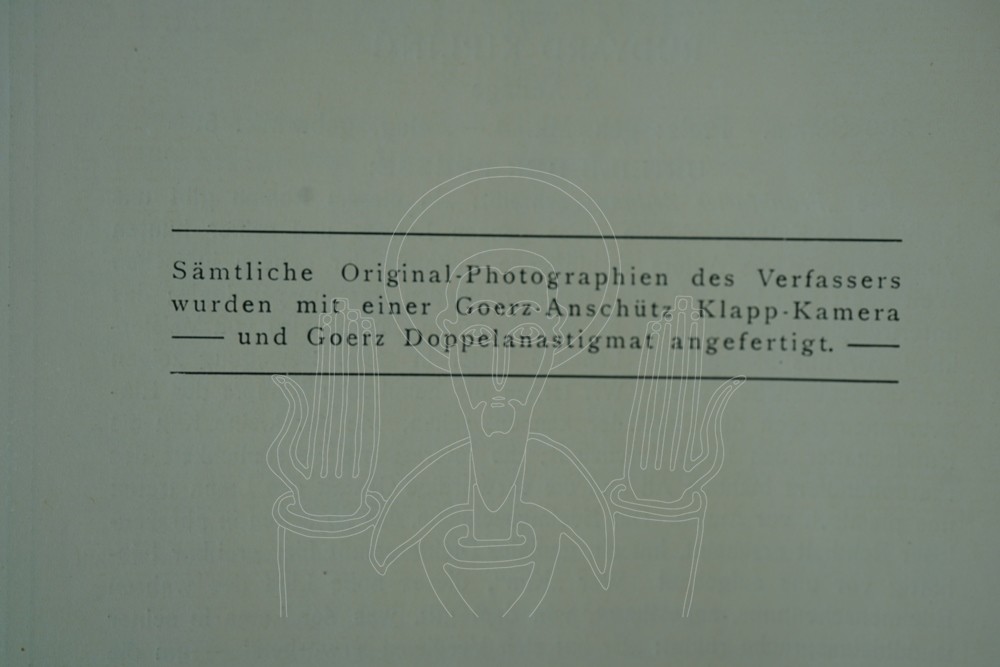 Sämtliche Original-Photographien des Verfassers
wurden mit einer Goerz-Anschütz Klapp-Kamera
— und Goerz Doppelanastigmat angefertigt. —